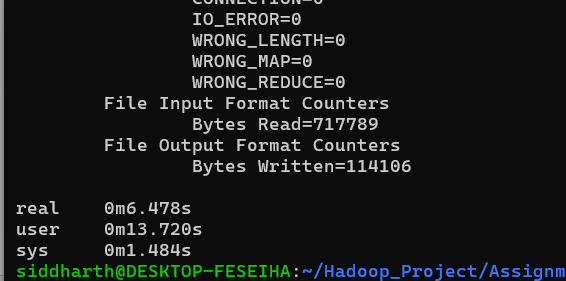 CONNECTION=0
IO_ERROR=0
WRONG_LENGTH=0
WRONG_MAP=0
WRONG_REDUCE=0
File Input Format Counters
Bytes Read=717789
File Output Format Counters
Bytes Written=114106
real 0m6.478s
user 0m13.720s
sys 0m1.484s
siddharth@DESKTOP-FESEIHA:~/Hadoop_Project/Assignm